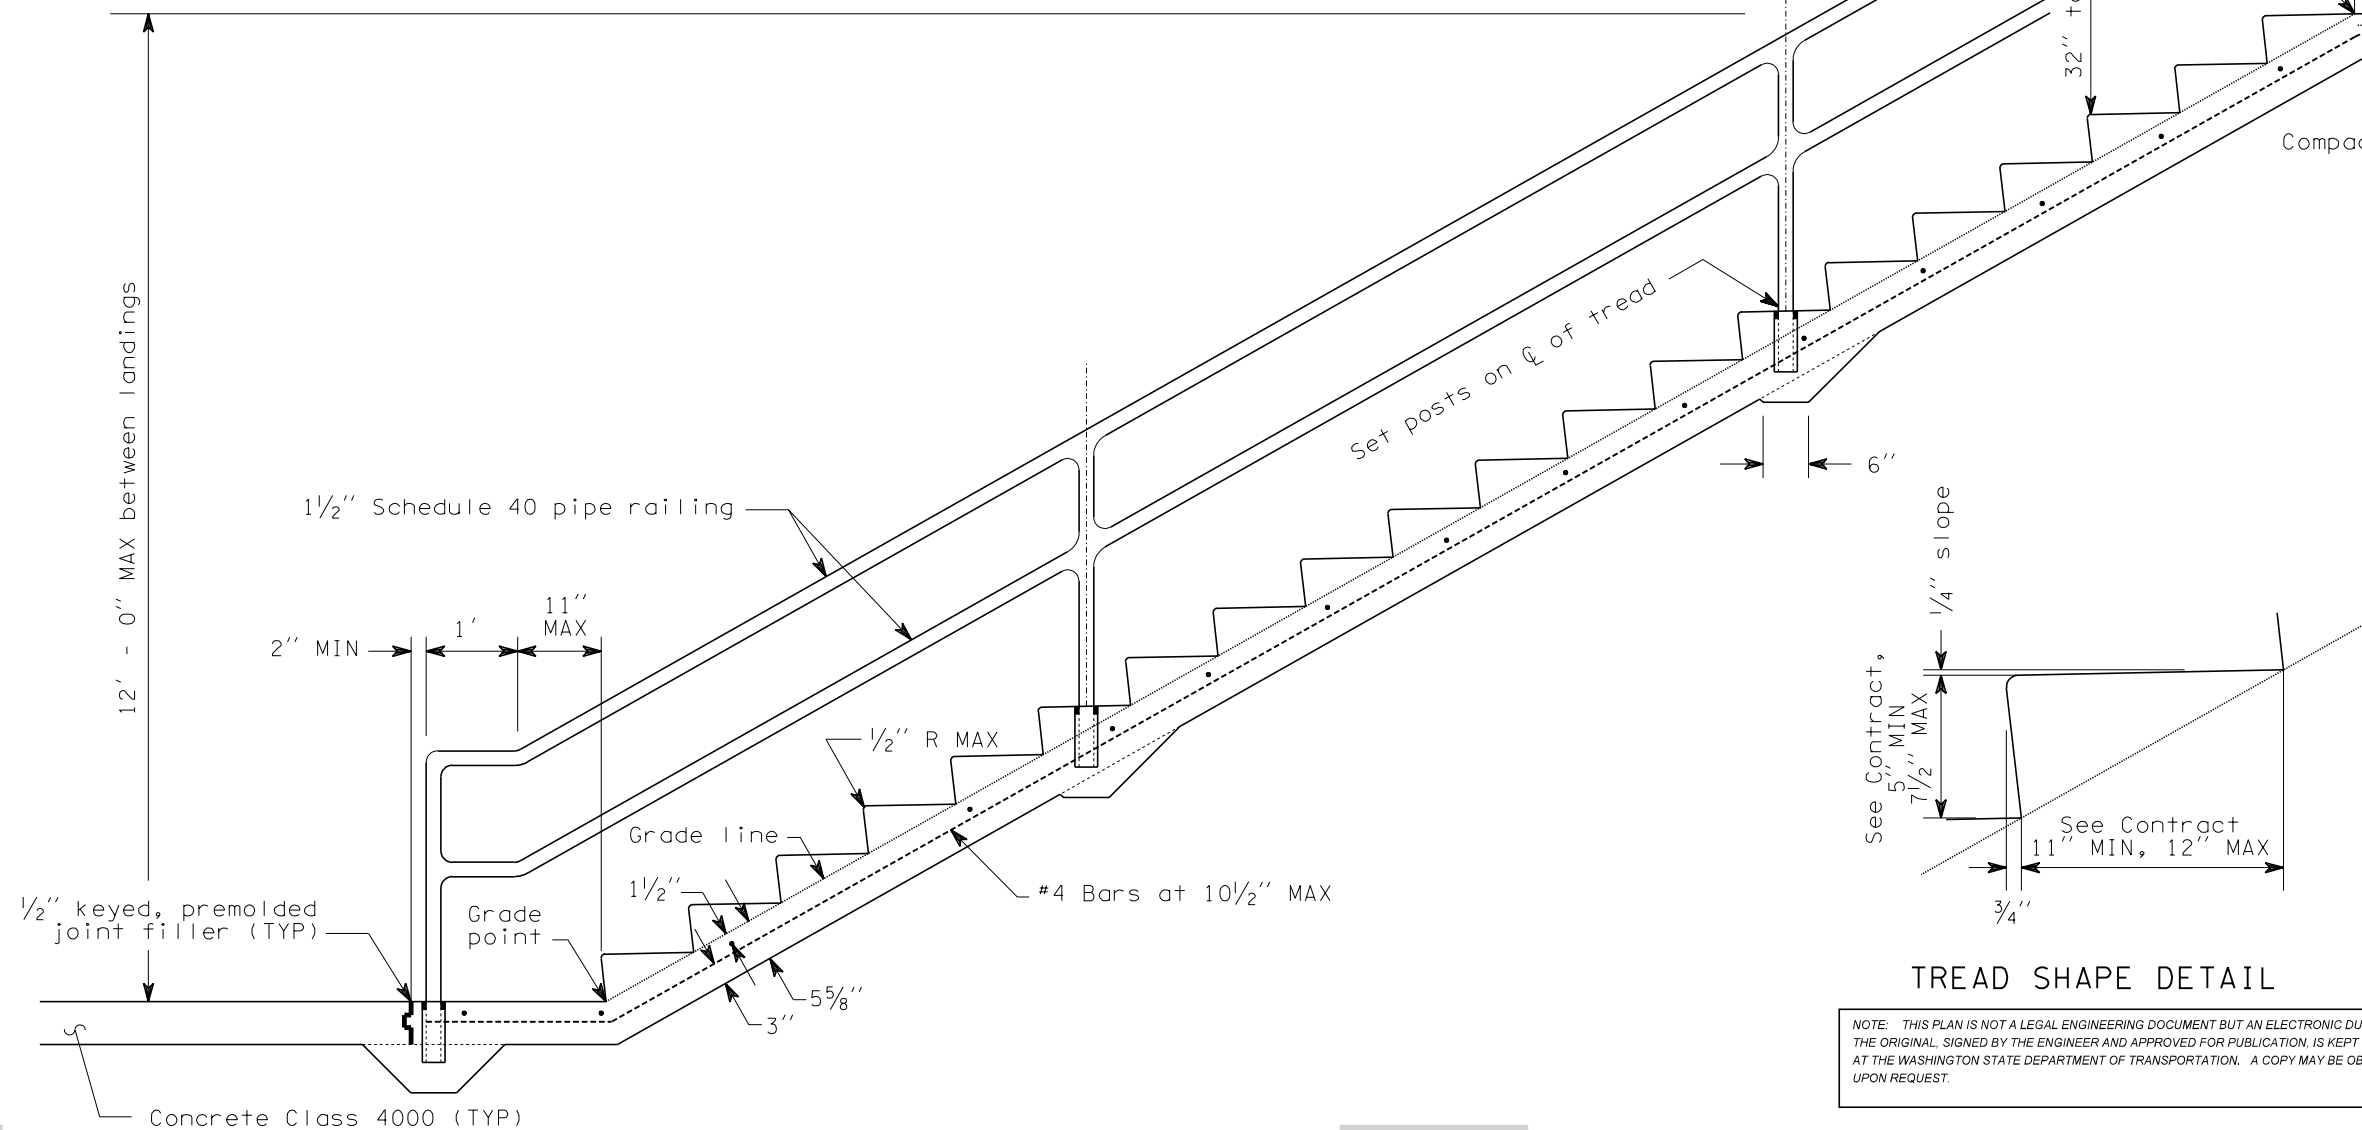 32″ to
Compac
12′ - 0″ MAX between landings
Set posts on ℄ of tread
6″
1½″ Schedule 40 pipe railing
11″
MAX
1′
2″ MIN
½″ R MAX
Grade line
1½″
#4 Bars at 10½″ MAX
½″ keyed, premolded
joint filler (TYP)
Grade
point
5⅝″
3″
Concrete Class 4000 (TYP)
¼″ slope
See Contract,
5″ MIN
7½″ MAX
See Contract
11″ MIN, 12″ MAX
¾″
TREAD SHAPE DETAIL
NOTE: THIS PLAN IS NOT A LEGAL ENGINEERING DOCUMENT BUT AN ELECTRONIC DU
THE ORIGINAL, SIGNED BY THE ENGINEER AND APPROVED FOR PUBLICATION, IS KEPT
AT THE WASHINGTON STATE DEPARTMENT OF TRANSPORTATION. A COPY MAY BE OB
UPON REQUEST.